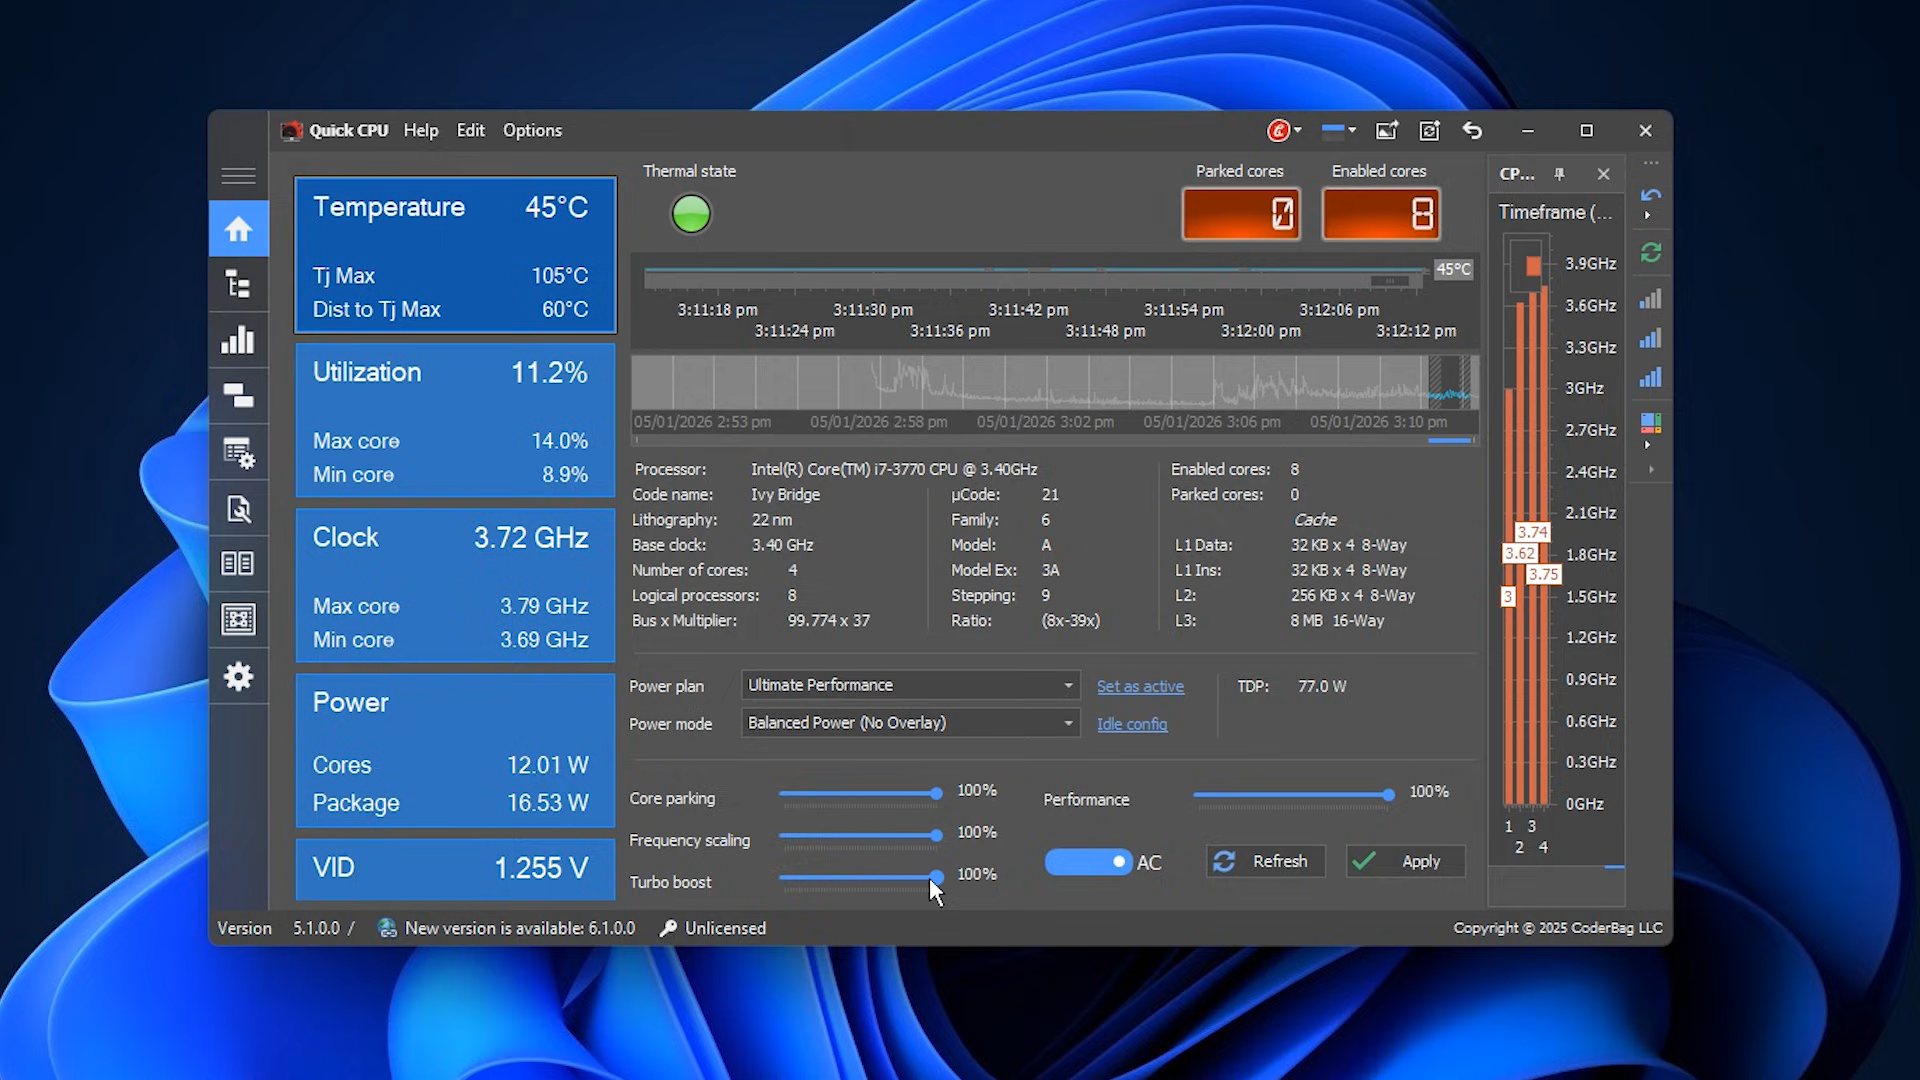 Quick CPU Help Edit Options
Temperature 45°C
Tj Max 105°C
Dist to Tj Max 60°C
Utilization 11.2%
Max core 14.0%
Min core 8.9%
Clock 3.72 GHz
Max core 3.79 GHz
Min core 3.69 GHz
Power
Cores 12.01 W
Package 16.53 W
VID 1.255 V
Thermal state
Parked cores Enabled cores
0 8
45°C
3:11:18 pm 3:11:30 pm 3:11:42 pm 3:11:54 pm 3:12:06 pm
3:11:24 pm 3:11:36 pm 3:11:48 pm 3:12:00 pm 3:12:12 pm
05/01/2026 2:53 pm 05/01/2026 2:58 pm 05/01/2026 3:02 pm 05/01/2026 3:06 pm 05/01/2026 3:10 pm
Processor: Intel(R) Core(TM) i7-3770 CPU @ 3.40GHz Enabled cores: 8
Code name: Ivy Bridge µCode: 21 Parked cores: 0
Lithography: 22 nm Family: 6 Cache
Base clock: 3.40 GHz Model: A L1 Data: 32 KB x 4 8-Way
Number of cores: 4 Model Ex: 3A L1 Ins: 32 KB x 4 8-Way
Logical processors: 8 Stepping: 9 L2: 256 KB x 4 8-Way
Bus x Multiplier: 99.774 x 37 Ratio: (8x-39x) L3: 8 MB 16-Way
Power plan Ultimate Performance Set as active TDP: 77.0 W
Power mode Balanced Power (No Overlay) Idle config
Core parking 100% Performance 100%
Frequency scaling 100%
Turbo boost 100% AC Refresh Apply
CP...
Timeframe (...
3.9GHz
3.6GHz
3.3GHz
3GHz
2.7GHz
2.4GHz
2.1GHz
3.74
3.62 1.8GHz
3.75
3 1.5GHz
1.2GHz
0.9GHz
0.6GHz
0.3GHz
0GHz
1 3
2 4
Version 5.1.0.0 / New version is available: 6.1.0.0 Unlicensed Copyright © 2025 CoderBag LLC